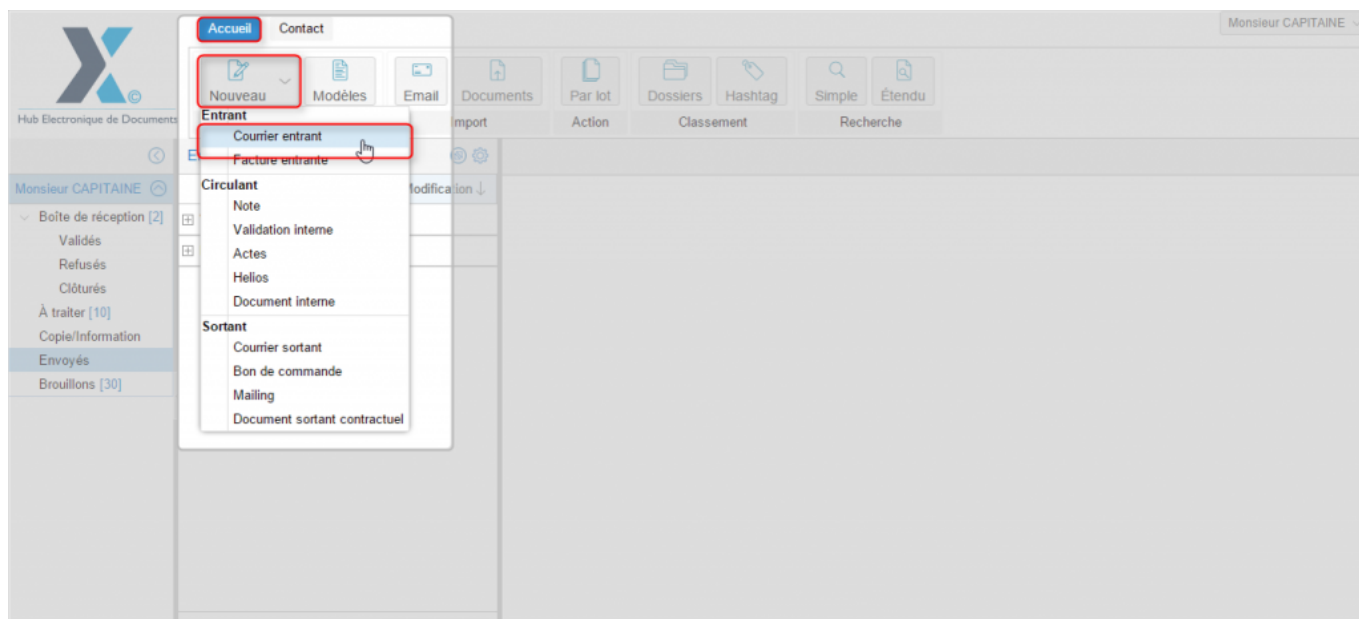 Accueil Contact Monsieur CAPITAINE
Nouveau Modèles Email Documents Par lot Dossiers Hashtag Simple Étendu
Hub Electronique de Documents
Import Action Classement Recherche
Entrant
Courrier entrant
Facture entrante
Monsieur CAPITAINE
Modification
Boîte de réception [2]
Validés
Refusés
Clôturés
À traiter [10]
Copie/Information
Envoyés
Brouillons [30]
Circulant
Note
Validation interne
Actes
Helios
Document interne
Sortant
Courrier sortant
Bon de commande
Mailing
Document sortant contractuel